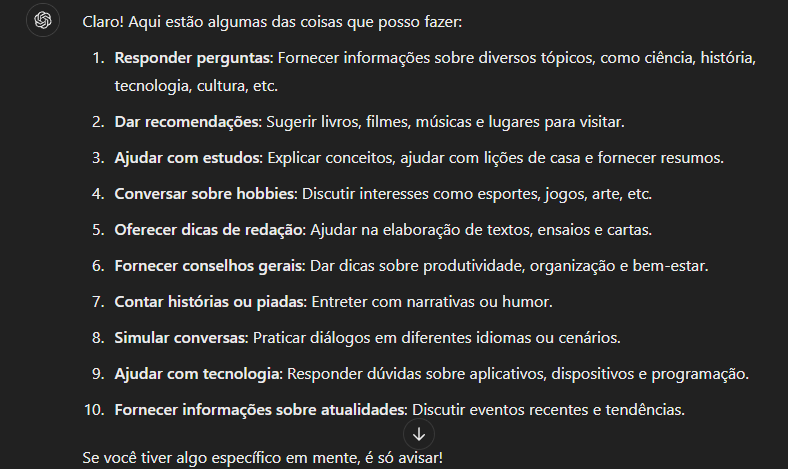 Claro! Aqui estão algumas das coisas que posso fazer:
1. Responder perguntas: Fornecer informações sobre diversos tópicos, como ciência, história,
tecnologia, cultura, etc.
2. Dar recomendações: Sugerir livros, filmes, músicas e lugares para visitar.
3. Ajudar com estudos: Explicar conceitos, ajudar com lições de casa e fornecer resumos.
4. Conversar sobre hobbies: Discutir interesses como esportes, jogos, arte, etc.
5. Oferecer dicas de redação: Ajudar na elaboração de textos, ensaios e cartas.
6. Fornecer conselhos gerais: Dar dicas sobre produtividade, organização e bem-estar.
7. Contar histórias ou piadas: Entreter com narrativas ou humor.
8. Simular conversas: Praticar diálogos em diferentes idiomas ou cenários.
9. Ajudar com tecnologia: Responder dúvidas sobre aplicativos, dispositivos e programação.
10. Fornecer informações sobre atualidades: Discutir eventos recentes e tendências.
Se você tiver algo específico em mente, é só avisar!